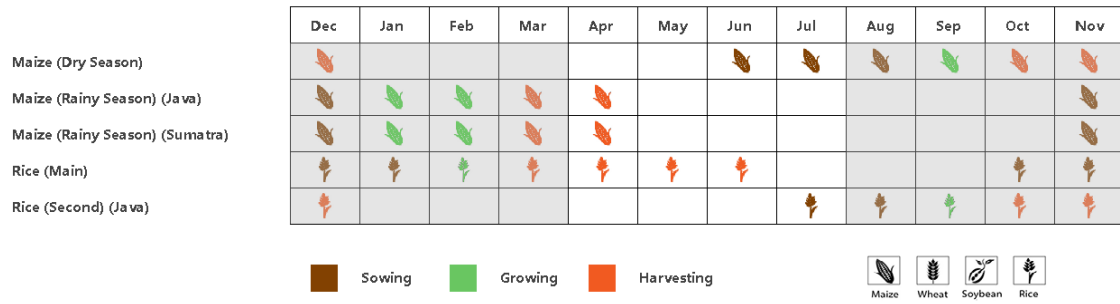 Dec Jan Feb Mar Apr May Jun Jul Aug Sep Oct Nov
Maize (Dry Season)
Maize (Rainy Season) (Java)
Maize (Rainy Season) (Sumatra)
Rice (Main)
Rice (Second) (Java)
Sowing Growing Harvesting
Maize Wheat Soybean Rice